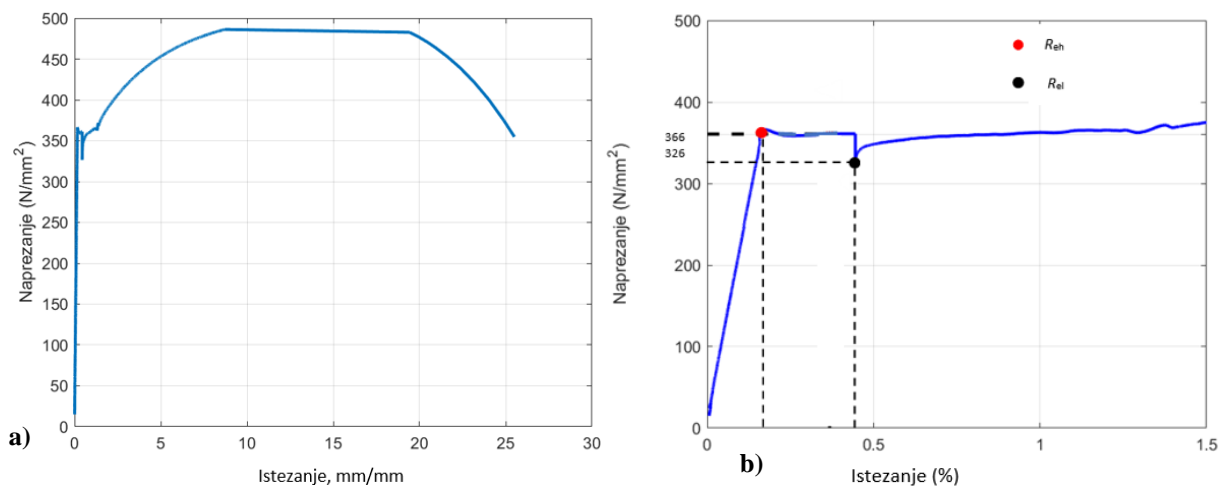 Naprezanje (N/mm²)
500
450
400
350
300
250
200
150
100
50
0
0 5 10 15 20 25 30
Istezanje, mm/mm
a)
Naprezanje (N/mm²)
500
400
366
326
300
200
100
0
0 0.5 1 1.5
Istezanje (%)
b)
Reh
Rel